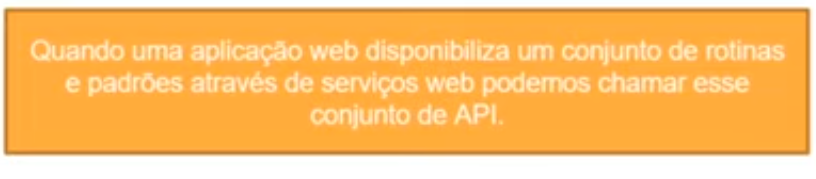 Quando uma aplicação web disponibiliza um conjunto de rotinas
e padrões através de serviços web podemos chamar esse
conjunto de API.